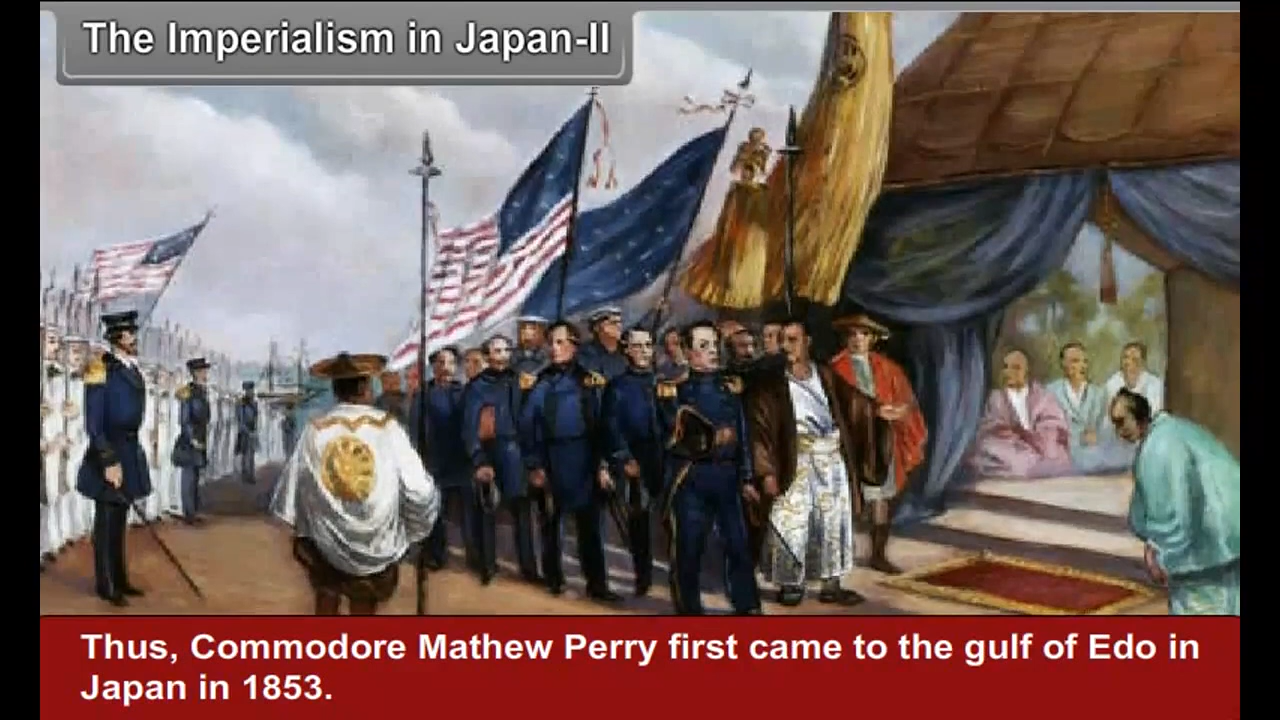 The Imperialism in Japan-II
Thus, Commodore Mathew Perry first came to the gulf of Edo in
Japan in 1853.